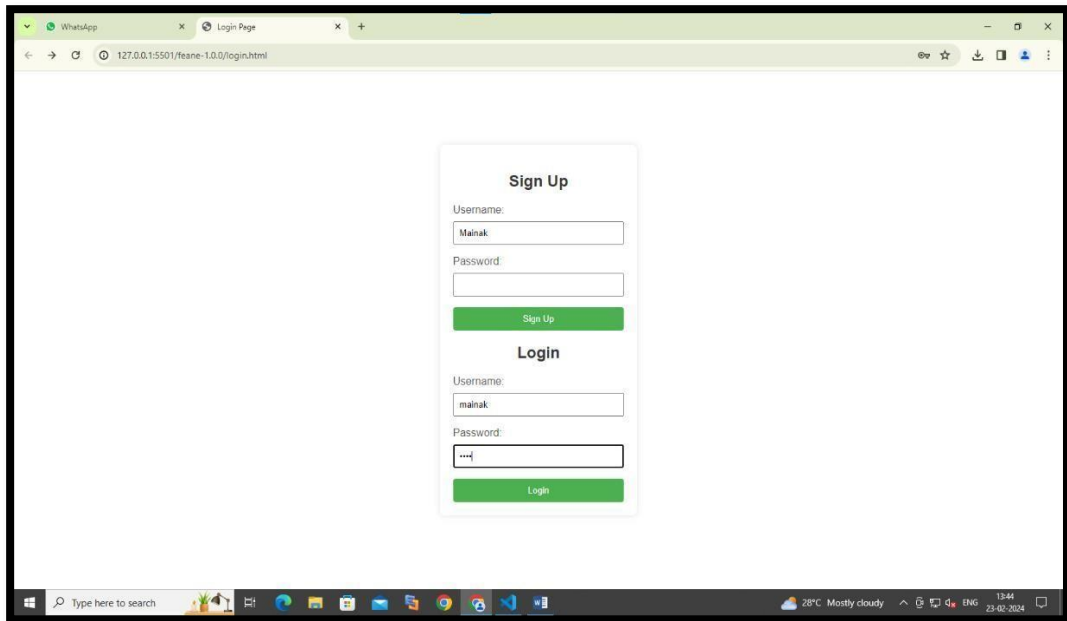 WhatsApp
Login Page
127.0.0.1:5501/feane-1.0.0/login.html
Sign Up
Username:
Mainak
Password:
Sign Up
Login
Username:
mainak
Password:
••••
Login
Type here to search
28°C Mostly cloudy
ENG
13:44
23-02-2024